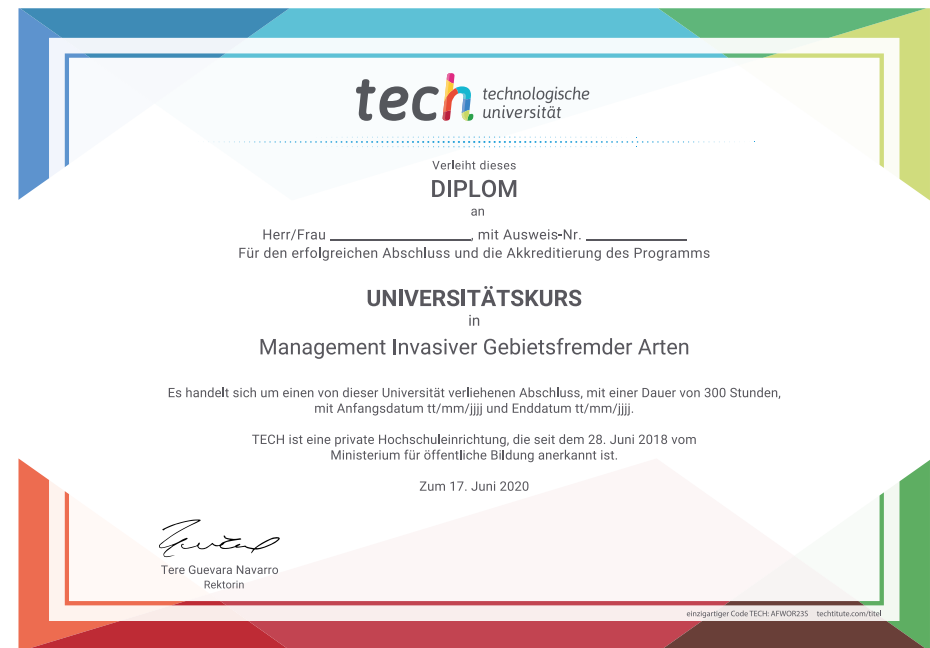 tech technologische
universität
Verleiht dieses
DIPLOM
an
Herr/Frau ____________________, mit Ausweis-Nr. ______________
Für den erfolgreichen Abschluss und die Akkreditierung des Programms
UNIVERSITÄTSKURS
in
Management Invasiver Gebietsfremder Arten
Es handelt sich um einen von dieser Universität verliehenen Abschluss, mit einer Dauer von 300 Stunden,
mit Anfangsdatum tt/mm/jjjj und Enddatum tt/mm/jjjj.
TECH ist eine private Hochschuleinrichtung, die seit dem 28. Juni 2018 vom
Ministerium für öffentliche Bildung anerkannt ist.
Zum 17. Juni 2020
Tere Guevara Navarro
Rektorin
einzigartiger Code TECH: AFWOR23S techtitute.com/titel